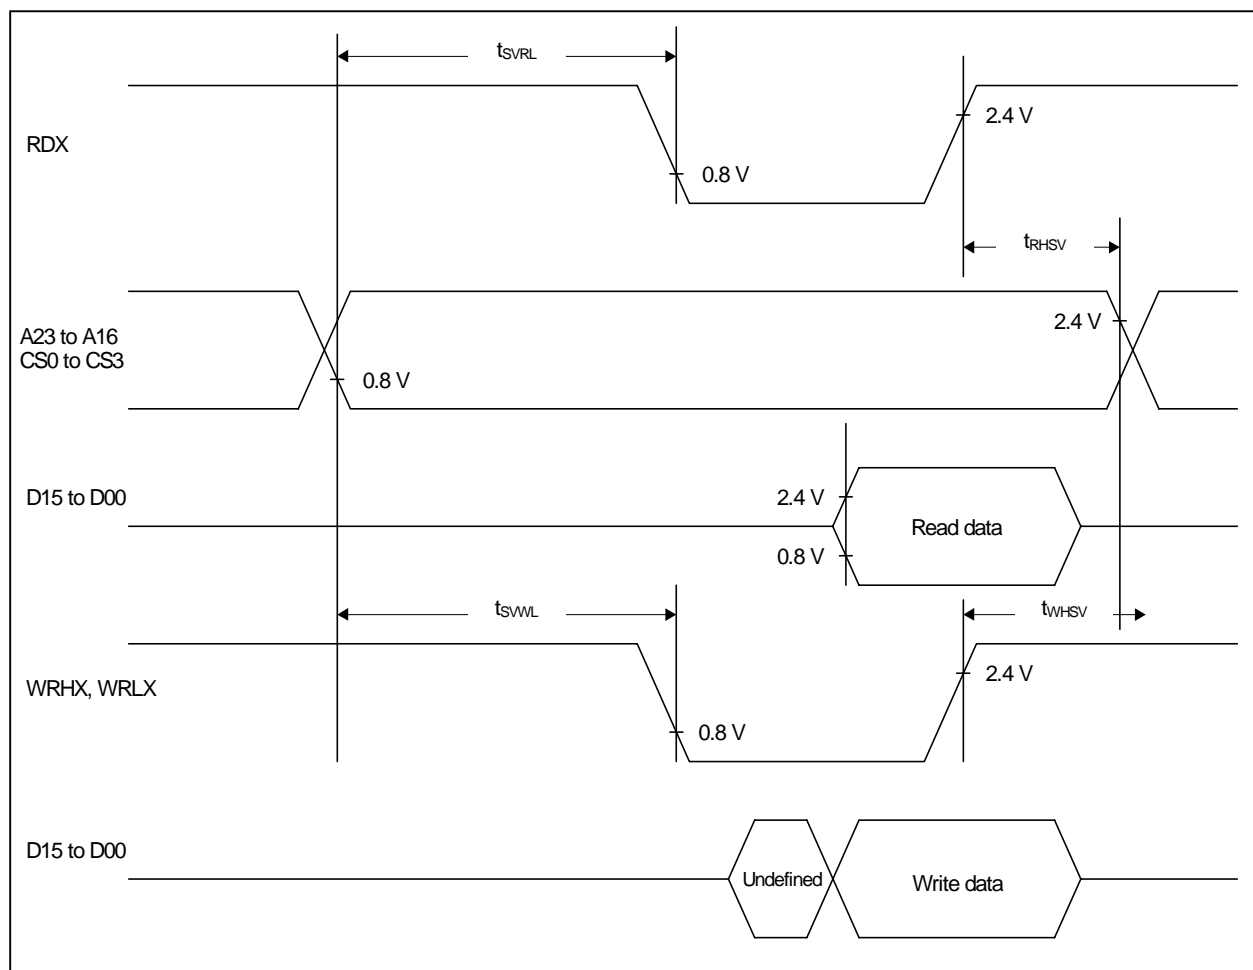 tSVRL
RDX
2.4 V
0.8 V
tRHSV
A23 to A16
CS0 to CS3
2.4 V
0.8 V
D15 to D00
2.4 V
Read data
0.8 V
tSVWL
tWHSV
WRHX, WRLX
2.4 V
0.8 V
D15 to D00
Undefined
Write data